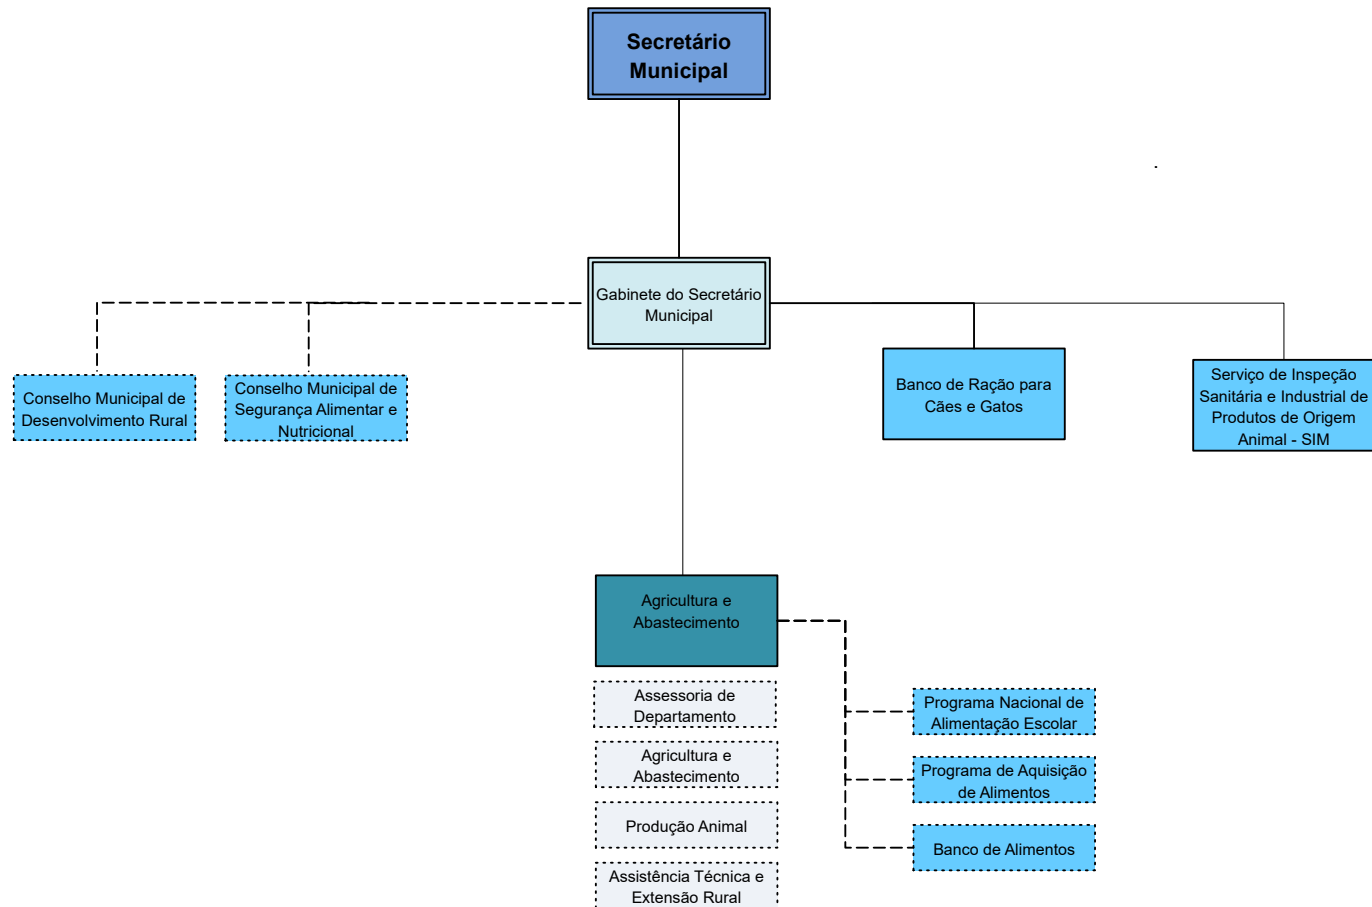 Secretário
Municipal
Gabinete do Secretário
Municipal
Conselho Municipal de
Desenvolvimento Rural
Conselho Municipal de
Segurança Alimentar e
Nutricional
Banco de Ração para
Cães e Gatos
Serviço de Inspeção
Sanitária e Industrial de
Produtos de Origem
Animal - SIM
Agricultura e
Abastecimento
Assessoria de
Departamento
Agricultura e
Abastecimento
Produção Animal
Assistência Técnica e
Extensão Rural
Programa Nacional de
Alimentação Escolar
Programa de Aquisição
de Alimentos
Banco de Alimentos